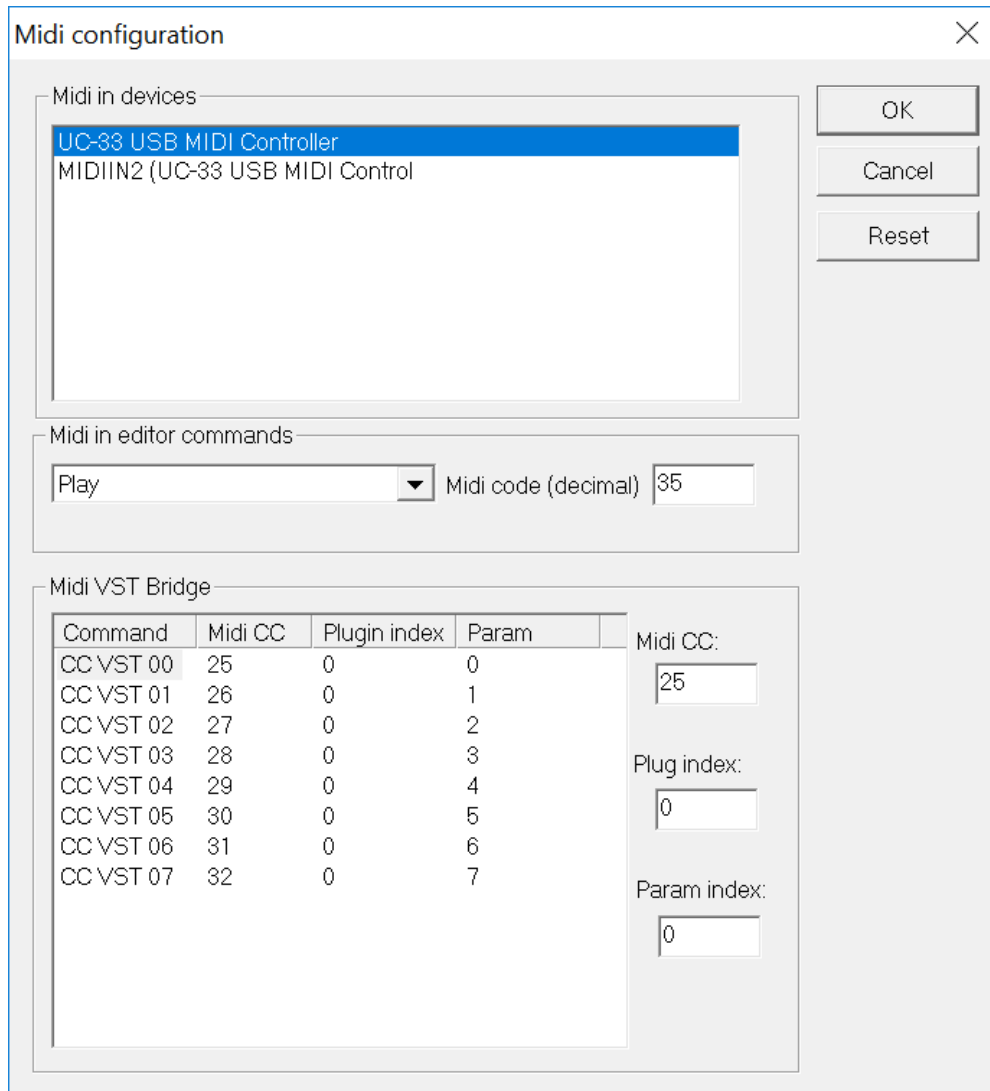 Midi configuration
Midi in devices
OK
UC-33 USB MIDI Controller
MIDIIN2 (UC-33 USB MIDI Control
Cancel
Reset
Midi in editor commands
Play Midi code (decimal) 35
Midi VST Bridge
Command Midi CC Plugin index Param
CC VST 00 25 0 0
CC VST 01 26 0 1
CC VST 02 27 0 2
CC VST 03 28 0 3
CC VST 04 29 0 4
CC VST 05 30 0 5
CC VST 06 31 0 6
CC VST 07 32 0 7
Midi CC:
25
Plug index:
0
Param index:
0